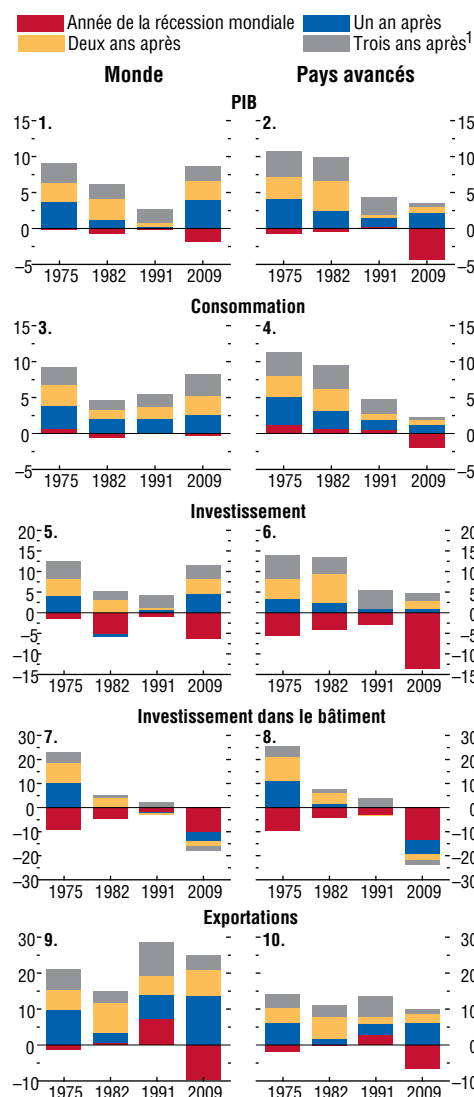 Année de la récession mondiale Un an après
Deux ans après Trois ans après¹
Monde Pays avancés
PIB
15 1. 2. 15
10 10
5 5
0 0
–5 –5
1975 1982 1991 2009 1975 1982 1991 2009
Consommation
15 3. 4. 15
10 10
5 5
0 0
–5 –5
1975 1982 1991 2009 1975 1982 1991 2009
Investissement
20 5. 6. 20
15 15
10 10
5 5
0 0
–5 –5
–10 –10
–15 –15
1975 1982 1991 2009 1975 1982 1991 2009
Investissement dans le bâtiment
30 7. 8. 30
20 20
10 10
0 0
–10 –10
–20 –20
–30 –30
1975 1982 1991 2009 1975 1982 1991 2009
Exportations
30 9. 10. 30
20 20
10 10
0 0
–10 –10
1975 1982 1991 2009 1975 1982 1991 2009